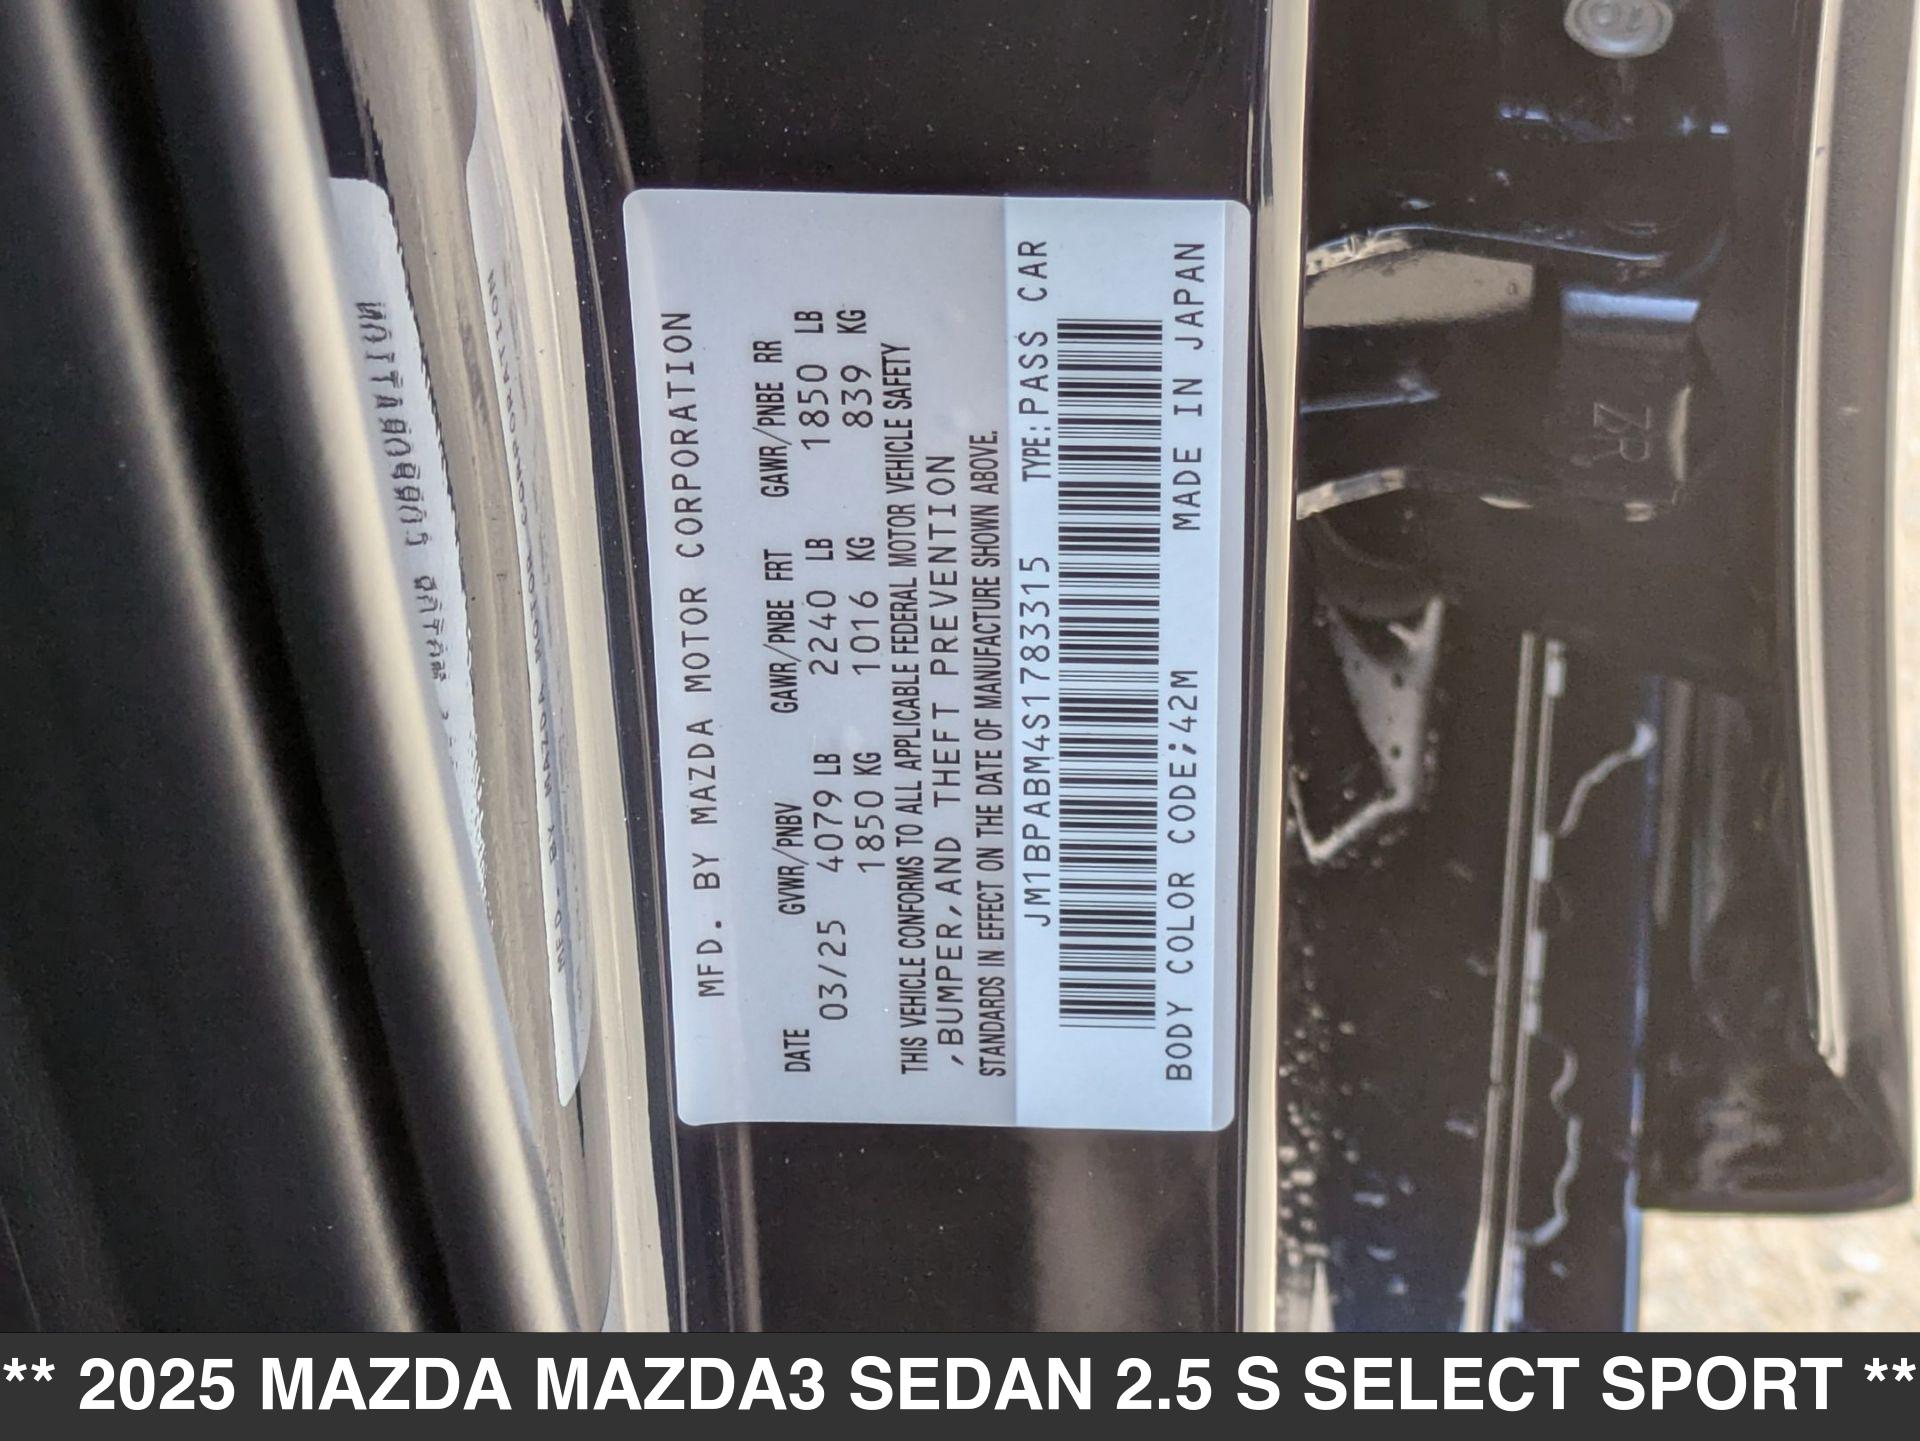 MFD. BY MAZDA MOTOR CORPORATION
DATE GVWR/PNBV GAWR/PNBE FRT GAWR/PNBE RR
03/25 4079 LB 2240 LB 1850 LB
1850 KG 1016 KG 839 KG
THIS VEHICLE CONFORMS TO ALL APPLICABLE FEDERAL MOTOR VEHICLE SAFETY
,BUMPER,AND THEFT PREVENTION
STANDARDS IN EFFECT ON THE DATE OF MANUFACTURE SHOWN ABOVE.
JM1BPABM4S1783315 TYPE:PASS CAR
BODY COLOR CODE;42M MADE IN JAPAN
** 2025 MAZDA MAZDA3 SEDAN 2.5 S SELECT SPORT **